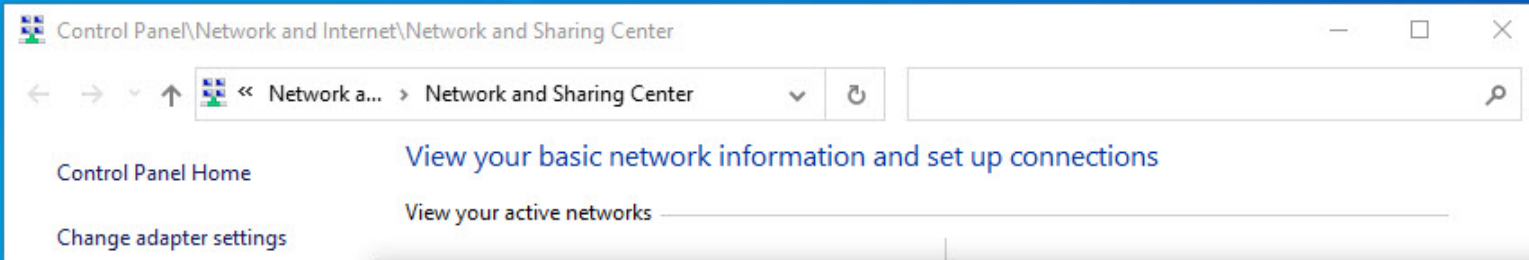 Control Panel\Network and Internet\Network and Sharing Center
« Network a... › Network and Sharing Center
View your basic network information and set up connections
Control Panel Home
View your active networks
Change adapter settings